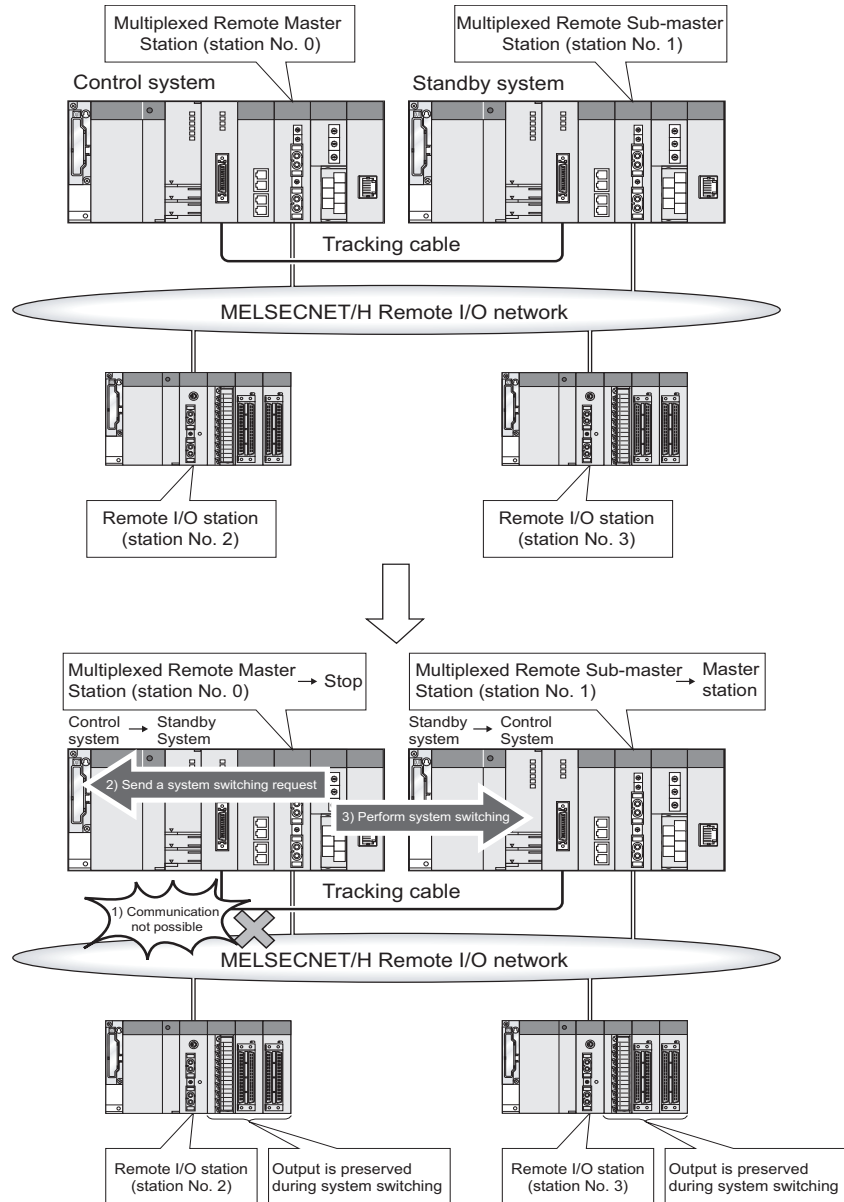 Multiplexed Remote Master
Station (station No. 0)
Multiplexed Remote Sub-master
Station (station No. 1)
Control system
Standby system
Tracking cable
MELSECNET/H Remote I/O network
Remote I/O station
(station No. 2)
Remote I/O station
(station No. 3)
Multiplexed Remote Master
Station (station No. 0)
→ Stop
Multiplexed Remote Sub-master
Station (station No. 1)
→ Master
station
Control
system
→ Standby
System
Standby
system
→ Control
System
2) Send a system switching request
3) Perform system switching
1) Communication
not possible
Tracking cable
MELSECNET/H Remote I/O network
Remote I/O station
(station No. 2)
Output is preserved
during system switching
Remote I/O station
(station No. 3)
Output is preserved
during system switching